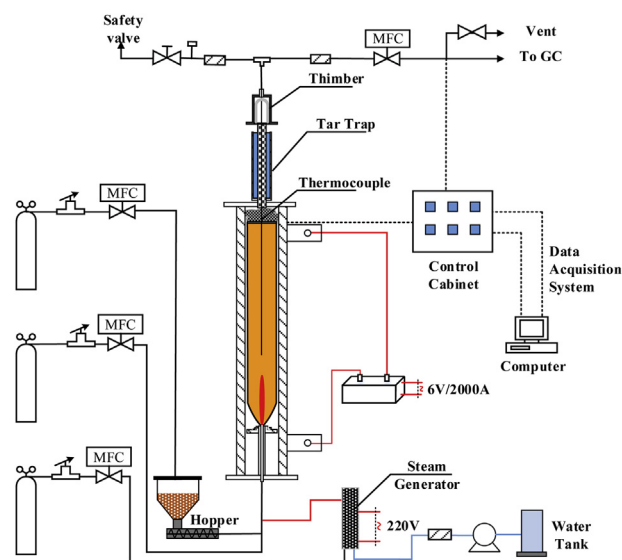 Safety
valve
MFC
Vent
To GC
Thimber
Tar Trap
Thermocouple
MFC
Control
Cabinet
Data
Acquisition
System
Computer
MFC
6V/2000A
MFC
Hopper
Steam
Generator
220V
Water
Tank